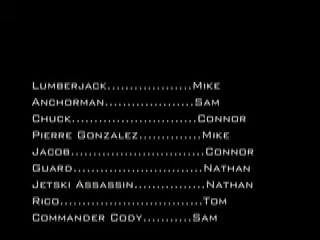 Lumberjack...................Mike
Anchorman....................Sam
Chuck............................Connor
Pierre Gonzalez..............Mike
Jacob..............................Connor
Guard.............................Nathan
Jetski Assassin................Nathan
Rico................................Tom
Commander Cody...........Sam